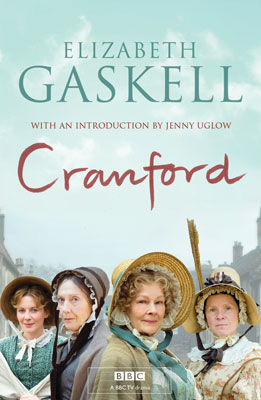 ELIZABETH
GASKELL
WITH AN INTRODUCTION BY JENNY UGLOW
Cranford
BBC
A BBC TV drama